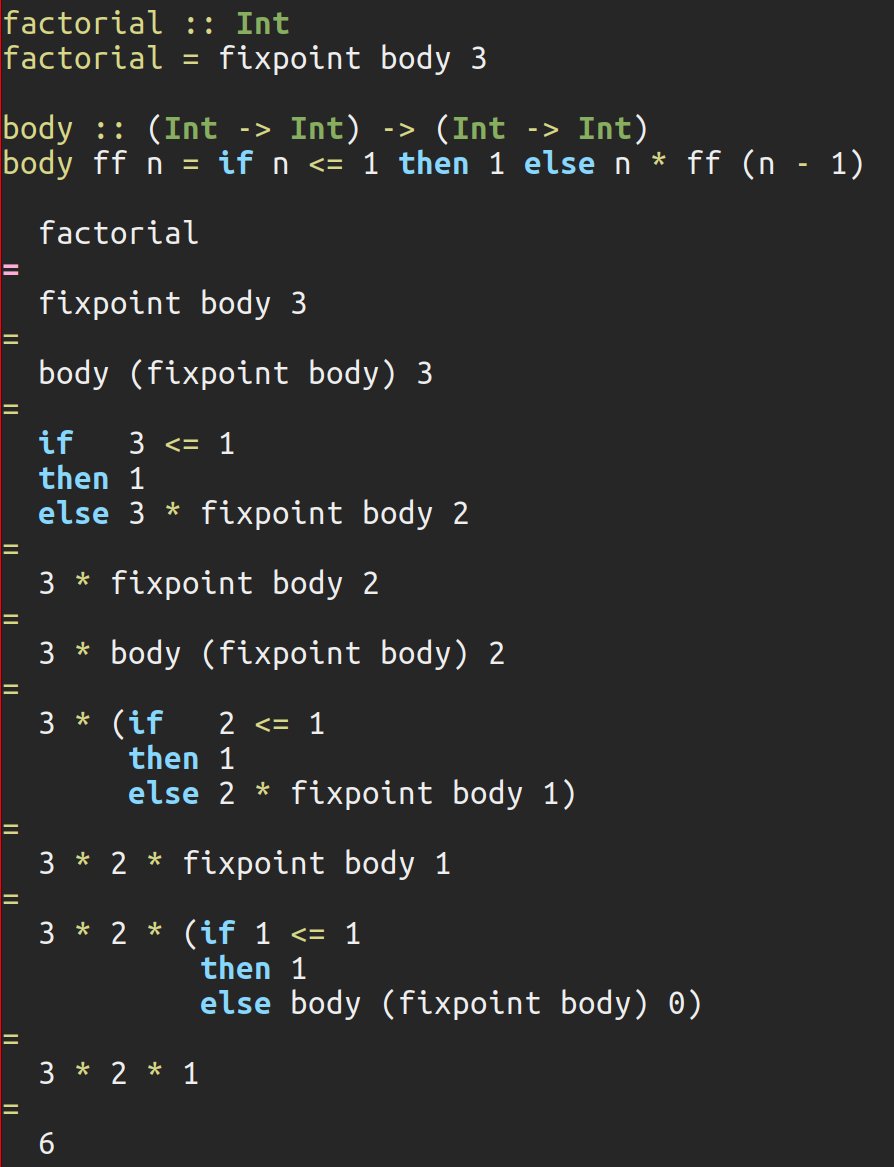 factorial :: Int
factorial = fixpoint body 3

body :: (Int -> Int) -> (Int -> Int)
body ff n = if n <= 1 then 1 else n * ff (n - 1)

  factorial
=
  fixpoint body 3
=
  body (fixpoint body) 3
=
  if   3 <= 1
  then 1
  else 3 * fixpoint body 2
=
  3 * fixpoint body 2
=
  3 * body (fixpoint body) 2
=
  3 * (if   2 <= 1
       then 1
       else 2 * fixpoint body 1)
=
  3 * 2 * fixpoint body 1
=
  3 * 2 * (if 1 <= 1
           then 1
           else body (fixpoint body) 0)
=
  3 * 2 * 1
=
  6